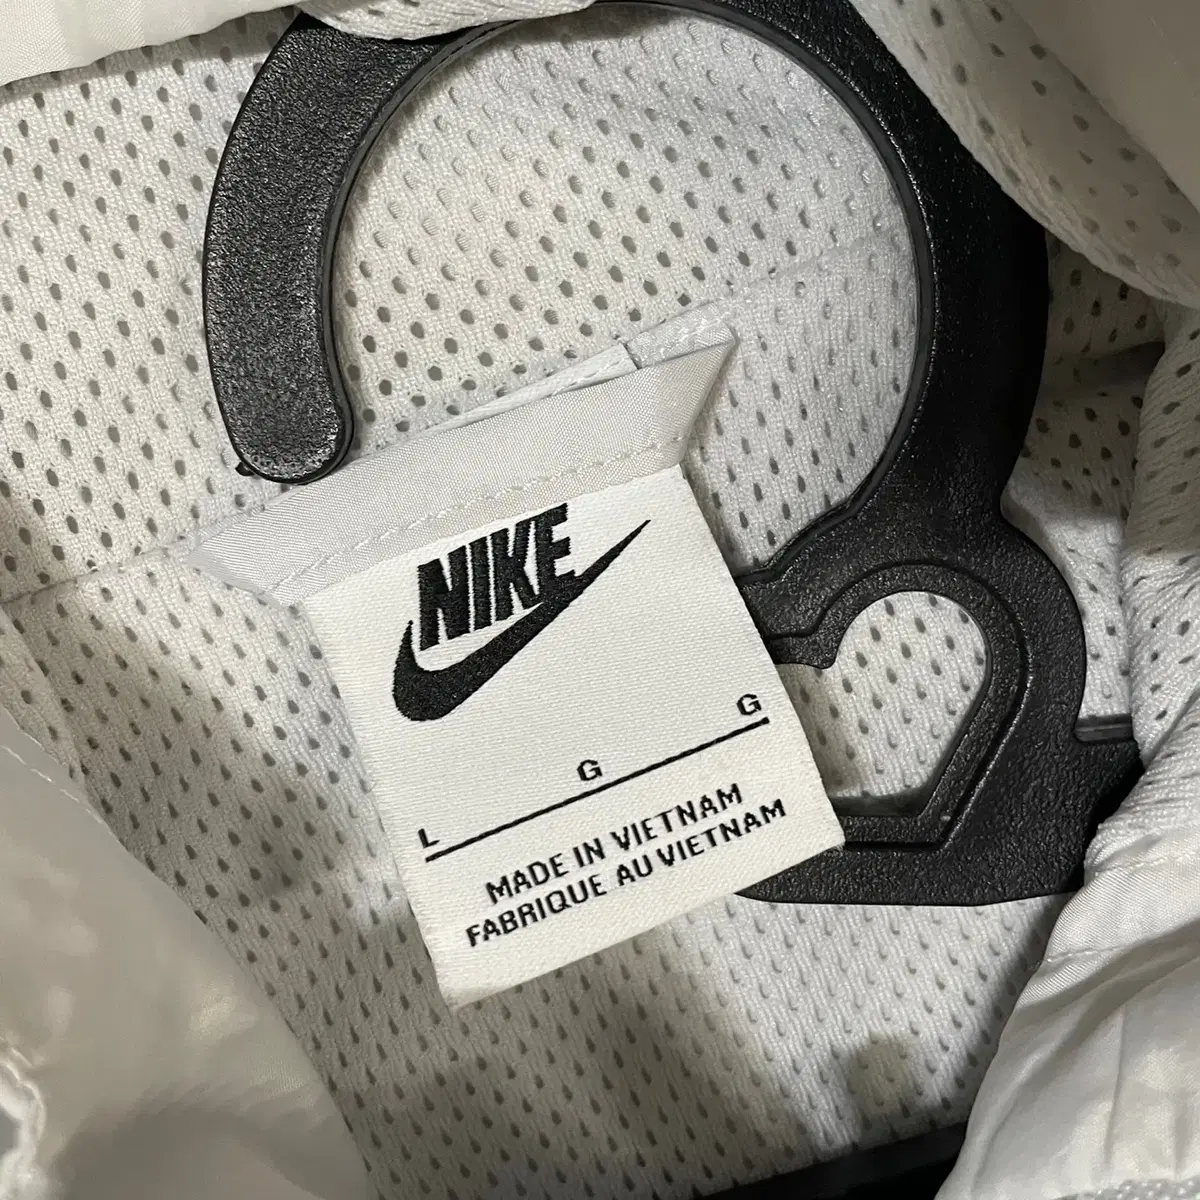 NIKE
L G G
MADE IN VIETNAM
FABRIQUE AU VIETNAM